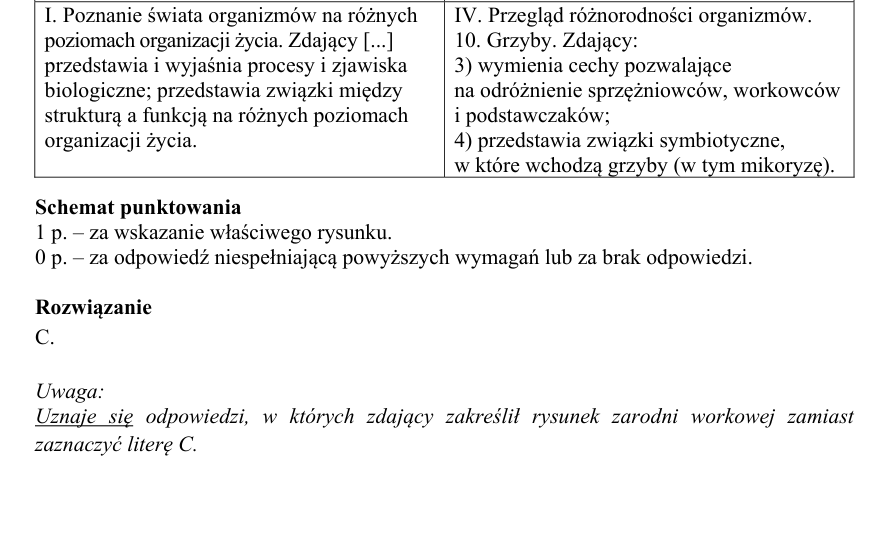 I. Poznanie świata organizmów na różnych
poziomach organizacji życia. Zdający [...]
przedstawia i wyjaśnia procesy i zjawiska
biologiczne; przedstawia związki między
strukturą a funkcją na różnych poziomach
organizacji życia.
IV. Przegląd różnorodności organizmów.
10. Grzyby. Zdający:
3) wymienia cechy pozwalające
na odróżnienie sprzężniowców, workowców
i podstawczaków;
4) przedstawia związki symbiotyczne,
w które wchodzą grzyby (w tym mikoryzę).
Schemat punktowania
1 p. – za wskazanie właściwego rysunku.
0 p. – za odpowiedź niespełniającą powyższych wymagań lub za brak odpowiedzi.
Rozwiązanie
C.
Uwaga:
Uznaje się odpowiedzi, w których zdający zakreślił rysunek zarodni workowej zamiast
zaznaczyć literę C.